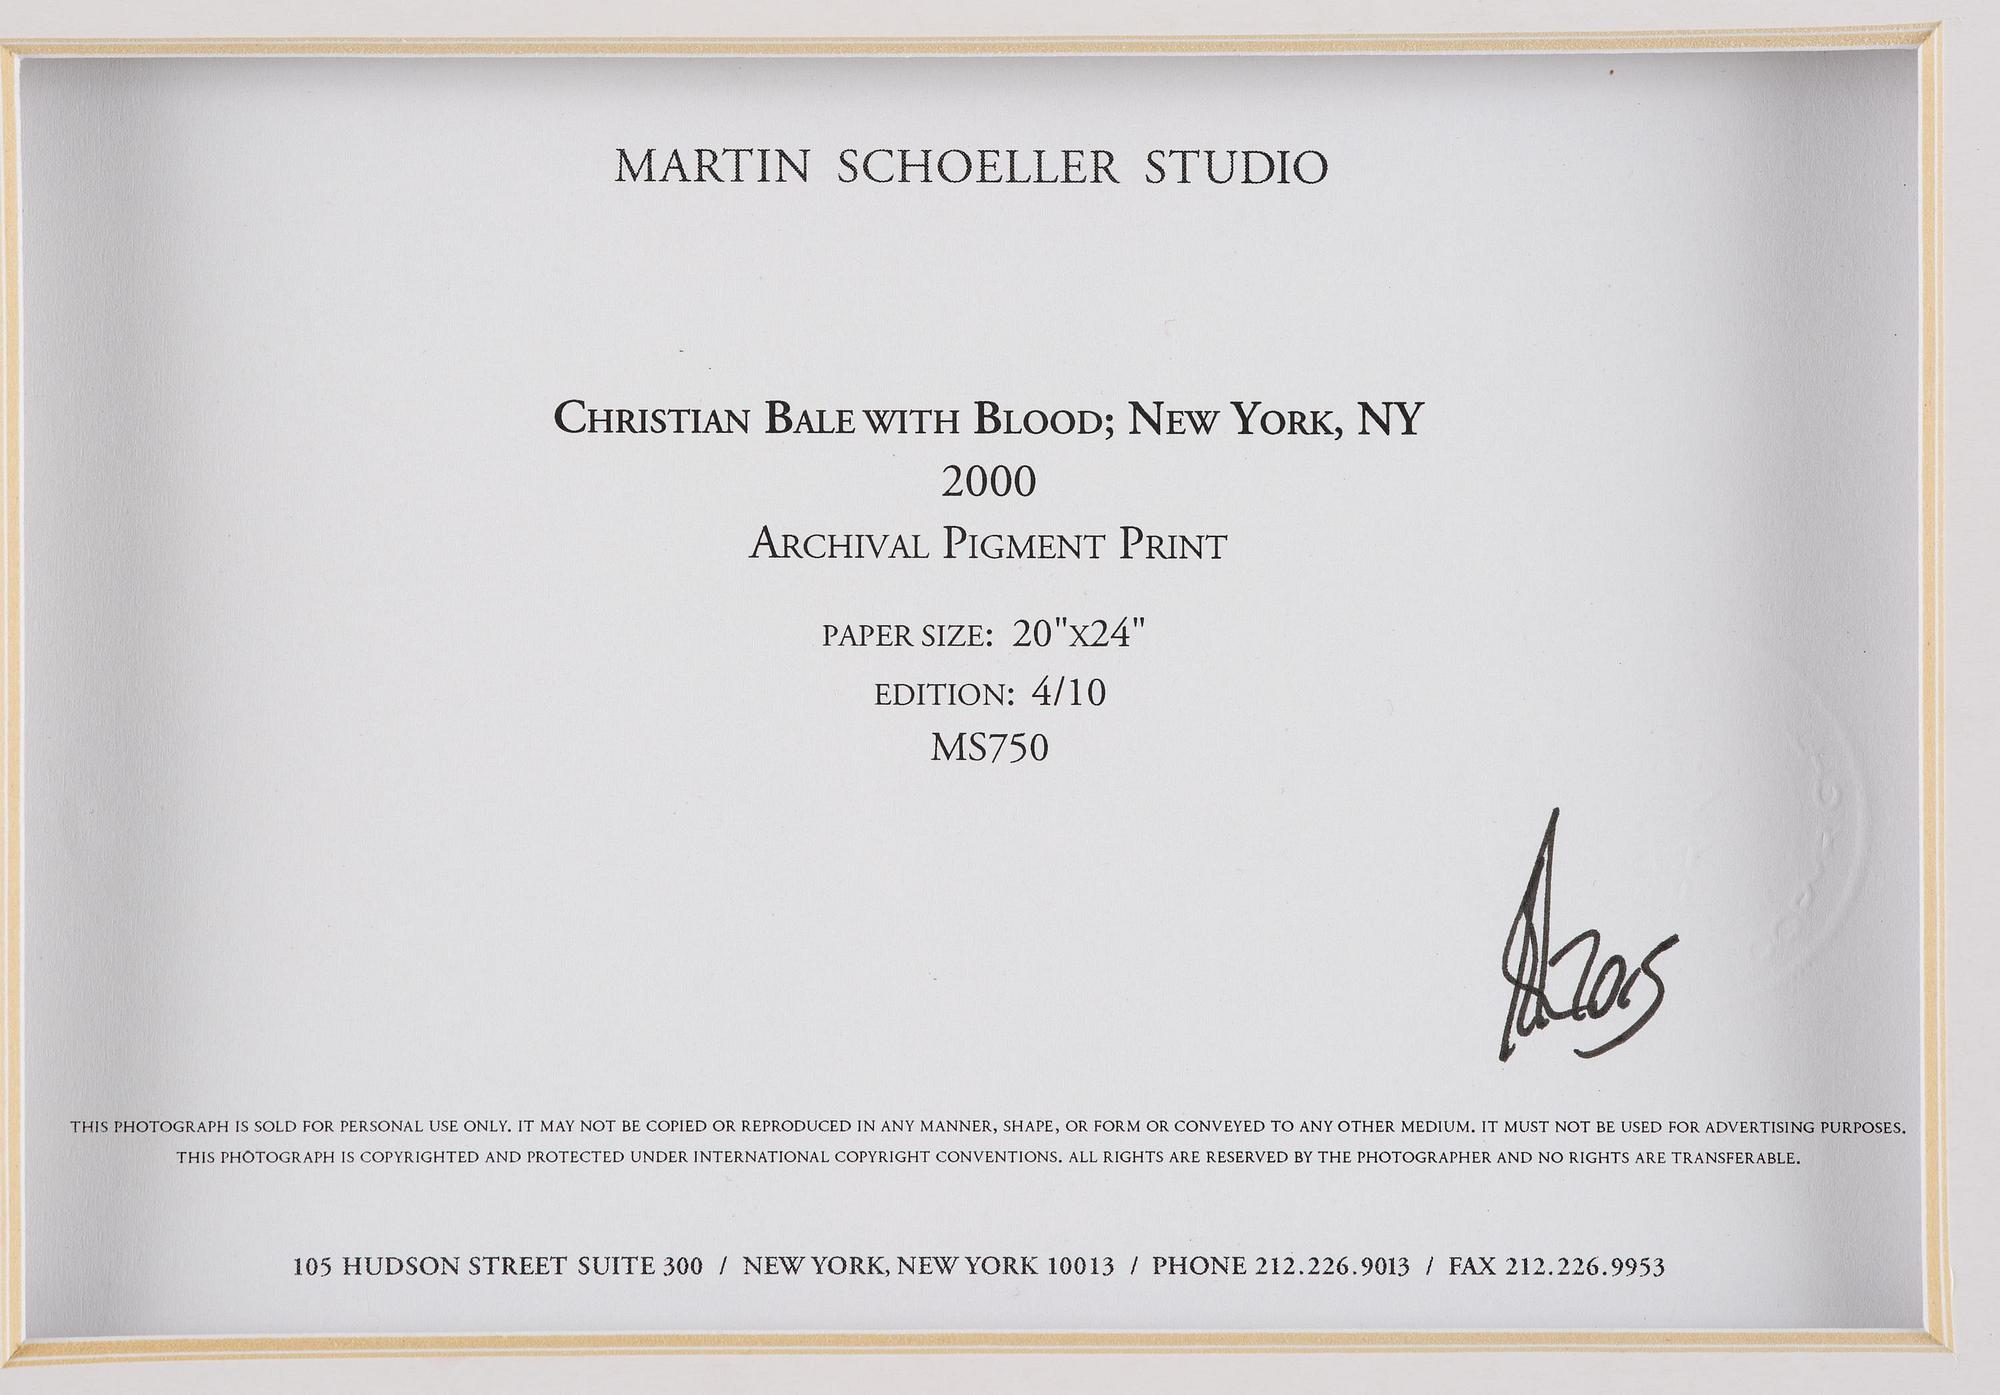 MARTIN SCHOELLER STUDIO
CHRISTIAN BALE WITH BLOOD; NEW YORK, NY
2000
ARCHIVAL PIGMENT PRINT
PAPER SIZE: 20"X24"
EDITION: 4/10
MS750
2015
THIS PHOTOGRAPH IS SOLD FOR PERSONAL USE ONLY. IT MAY NOT BE COPIED OR REPRODUCED IN ANY MANNER, SHAPE, OR FORM OR CONVEYED TO ANY OTHER MEDIUM. IT MUST NOT BE USED FOR ADVERTISING PURPOSES.
THIS PHOTOGRAPH IS COPYRIGHTED AND PROTECTED UNDER INTERNATIONAL COPYRIGHT CONVENTIONS. ALL RIGHTS ARE RESERVED BY THE PHOTOGRAPHER AND NO RIGHTS ARE TRANSFERABLE.
105 HUDSON STREET SUITE 300 / NEW YORK, NEW YORK 10013 / PHONE 212.226.9013 / FAX 212.226.9953